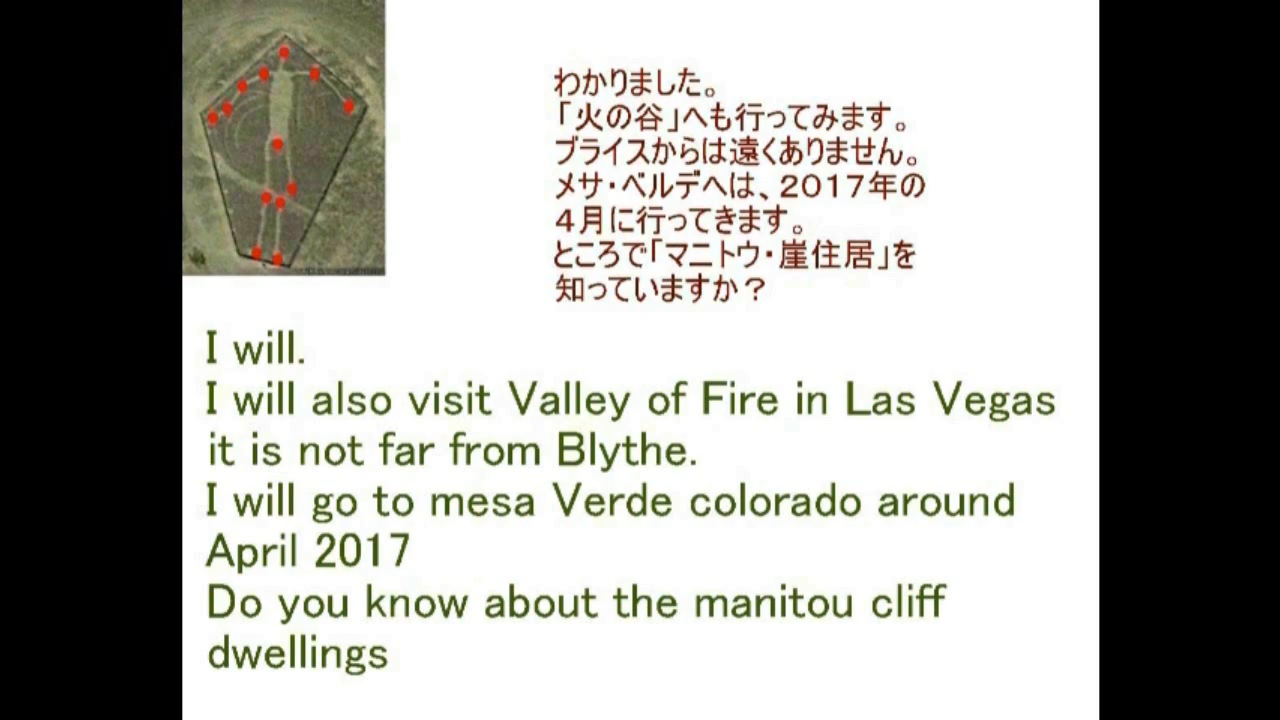 わかりました。
「火の谷」へも行ってみます。
ブライスからは遠くありません。
メサ・ベルデへは、２０１７年の
４月に行ってきます。
ところで「マニトウ・崖住居」を
知っていますか？
I will.
I will also visit Valley of Fire in Las Vegas
it is not far from Blythe.
I will go to mesa Verde colorado around
April 2017
Do you know about the manitou cliff
dwellings